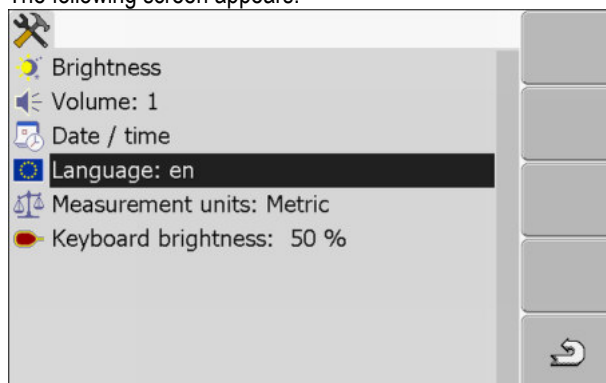 The following screen appears:
Brightness
Volume: 1
Date / time
Language: en
Measurement units: Metric
Keyboard brightness: 50 %